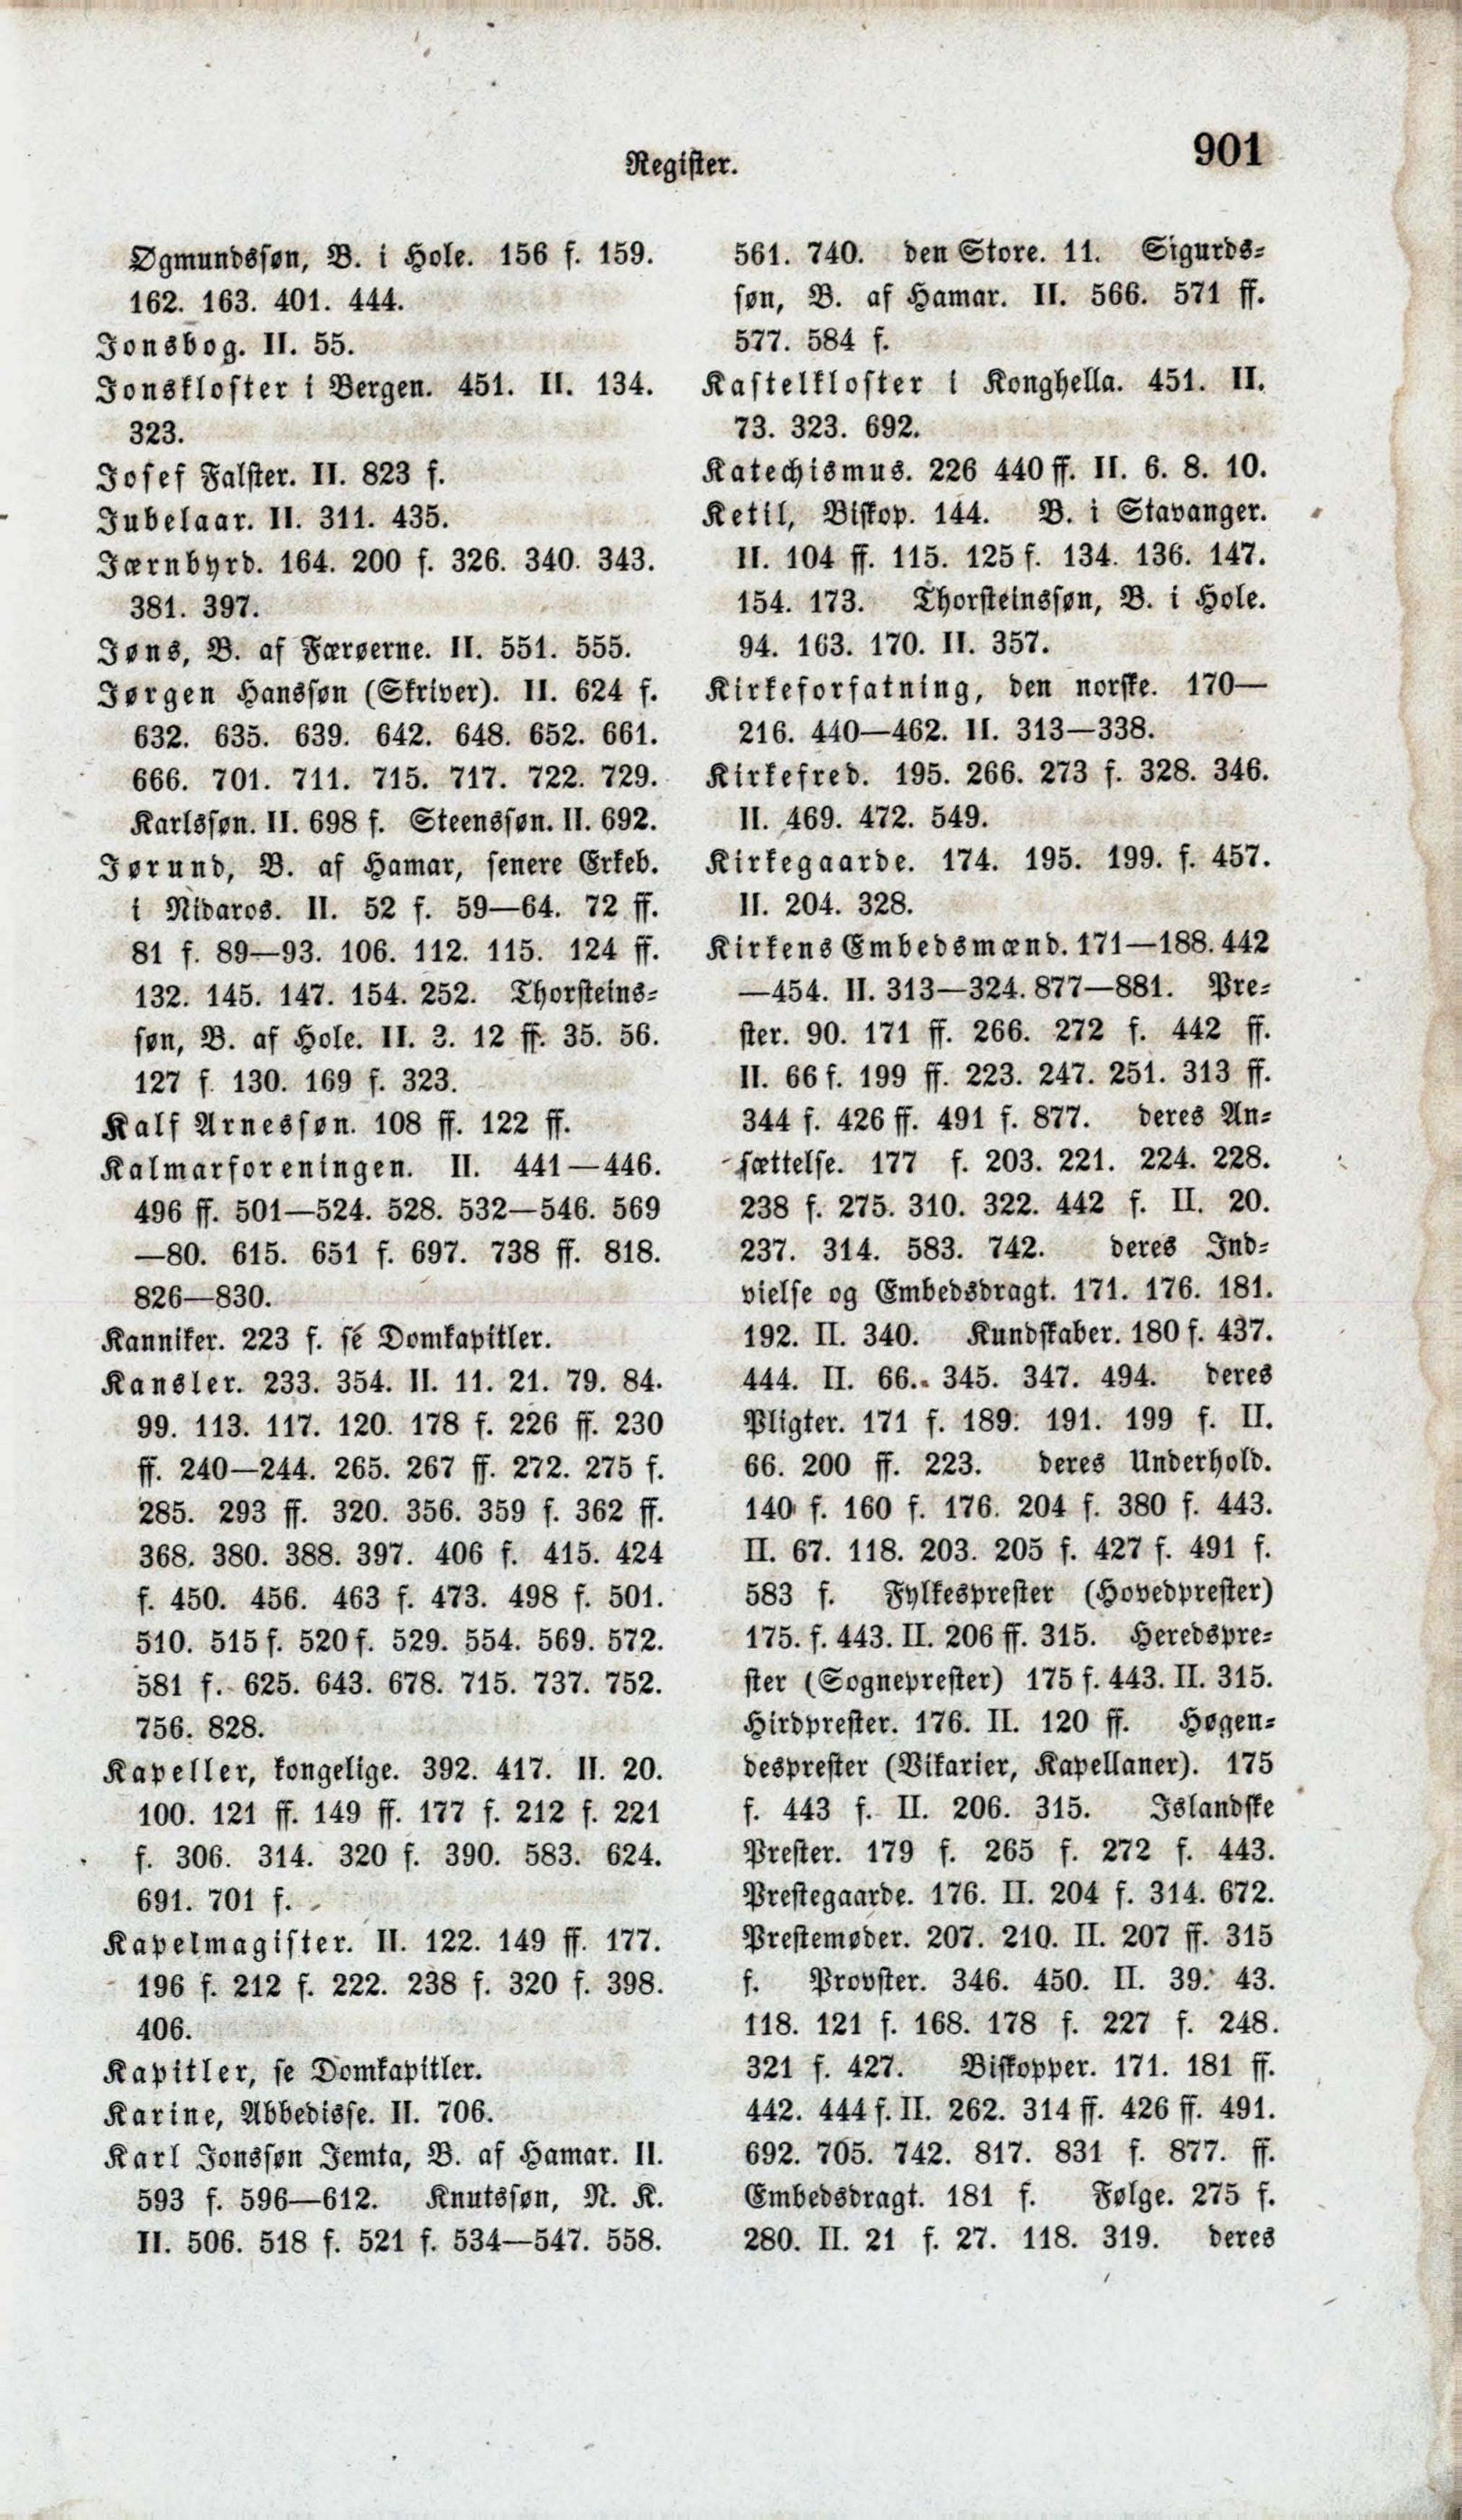 Register.
901
Øgmundssøn, B. i Hole. 156 f. 159.
162. 163. 401. 444.
Jonsbog. II. 55.
Jonskloster i Bergen. 451. II. 134.
323.
Josef Falster. II. 823 f.
Jubelaar. II. 311. 435.
Jærnbyrd. 164. 200 f. 326. 340. 343.
381. 397.
Jøns, B. af Færøerne. II. 551. 555.
Jørgen Hanssøn (Skriver). II. 624 f.
632. 635. 639. 642. 648. 652. 661.
666. 701. 711. 715. 717. 722. 729.
Karlssøn. II. 698 f. Steenssøn. II. 692.
Jørund, B. af Hamar, senere Erkeb.
i Nidaros. II. 52 f. 59—64. 72 ff.
81 f. 89—93. 106. 112. 115. 124 ff.
132. 145. 147. 154. 252. Thorsteins-
søn, B. af Hole. II. 3. 12 ff. 35. 56.
127 f. 130. 169 f. 323.
Kalf Arnessøn. 108 ff. 122 ff.
Kalmarforeningen. II. 441—446.
496 ff. 501—524. 528. 532—546. 569
—80. 615. 651 f. 697. 738 ff. 818.
826—830.
Kanniker. 223 f. sé Domkapitler.
Kansler. 233. 354. II. 11. 21. 79. 84.
99. 113. 117. 120. 178 f. 226 ff. 230
ff. 240—244. 265. 267 ff. 272. 275 f.
285. 293 ff. 320. 356. 359 f. 362 ff.
368. 380. 388. 397. 406 f. 415. 424
f. 450. 456. 463 f. 473. 498 f. 501.
510. 515 f. 520 f. 529. 554. 569. 572.
581 f. 625. 643. 678. 715. 737. 752.
756. 828.
Kapeller, kongelige. 392. 417. II. 20.
100. 121 ff. 149 ff. 177 f. 212 f. 221
f. 306. 314. 320 f. 390. 583. 624.
691. 701 f.
Kapelmagister. II. 122. 149 ff. 177.
196 f. 212 f. 222. 238 f. 320 f. 398.
406.
Kapitler, se Domkapitler.
Karine, Abbedisse. II. 706.
Karl Jonssøn Jemta, B. af Hamar. II.
593 f. 596—612. Knutssøn, N. K.
II. 506. 518 f. 521 f. 534—547. 558.
561. 740. den Store. 11. Sigurds-
søn, B. af Hamar. II. 566. 571 ff.
577. 584 f.
Kastelkloster i Konghella. 451. II.
73. 323. 692.
Katechismus. 226 440 ff. II. 6. 8. 10.
Ketil, Biskop. 144. B. i Stavanger.
II. 104 ff. 115. 125 f. 134. 136. 147.
154. 173. Thorsteinssøn, B. i Hole.
94. 163. 170. II. 357.
Kirkeforfatning, den norske. 170—
216. 440—462. II. 313—338.
Kirkefred. 195. 266. 273 f. 328. 346.
II. 469. 472. 549.
Kirkegaarde. 174. 195. 199. f. 457.
II. 204. 328.
Kirkens Embedsmænd. 171—188. 442
—454. II. 313—324. 877—881. Pre-
ster. 90. 171 ff. 266. 272 f. 442 ff.
II. 66 f. 199 ff. 223. 247. 251. 313 ff.
344 f. 426 ff. 491 f. 877. deres An-
sættelse. 177 f. 203. 221. 224. 228.
238 f. 275. 310. 322. 442 f. II. 20.
237. 314. 583. 742. deres Ind-
vielse og Embedsdragt. 171. 176. 181.
192. II. 340. Kundskaber. 180 f. 437.
444. II. 66. 345. 347. 494. deres
Pligter. 171 f. 189. 191. 199 f. II.
66. 200 ff. 223. deres Underhold.
140 f. 160 f. 176. 204 f. 380 f. 443.
II. 67. 118. 203. 205 f. 427 f. 491 f.
583 f. Fylkesprester (Hovedprester)
175. f. 443. II. 206 ff. 315. Heredspre-
ster (Sogneprester) 175 f. 443. II. 315.
Hirdprester. 176. II. 120 ff. Høgen-
desprester (Vikarier, Kapellaner). 175
f. 443 f. II. 206. 315. Islandske
Prester. 179 f. 265 f. 272 f. 443.
Prestegaarde. 176. II. 204 f. 314. 672.
Prestemøder. 207. 210. II. 207 ff. 315
f. Provster. 346. 450. II. 39. 43.
118. 121 f. 168. 178 f. 227 f. 248.
321 f. 427. Biskopper. 171. 181 ff.
442. 444 f. II. 262. 314 ff. 426 ff. 491.
692. 705. 742. 817. 831 f. 877. ff.
Embedsdragt. 181 f. Følge. 275 f.
280. II. 21 f. 27. 118. 319. deres